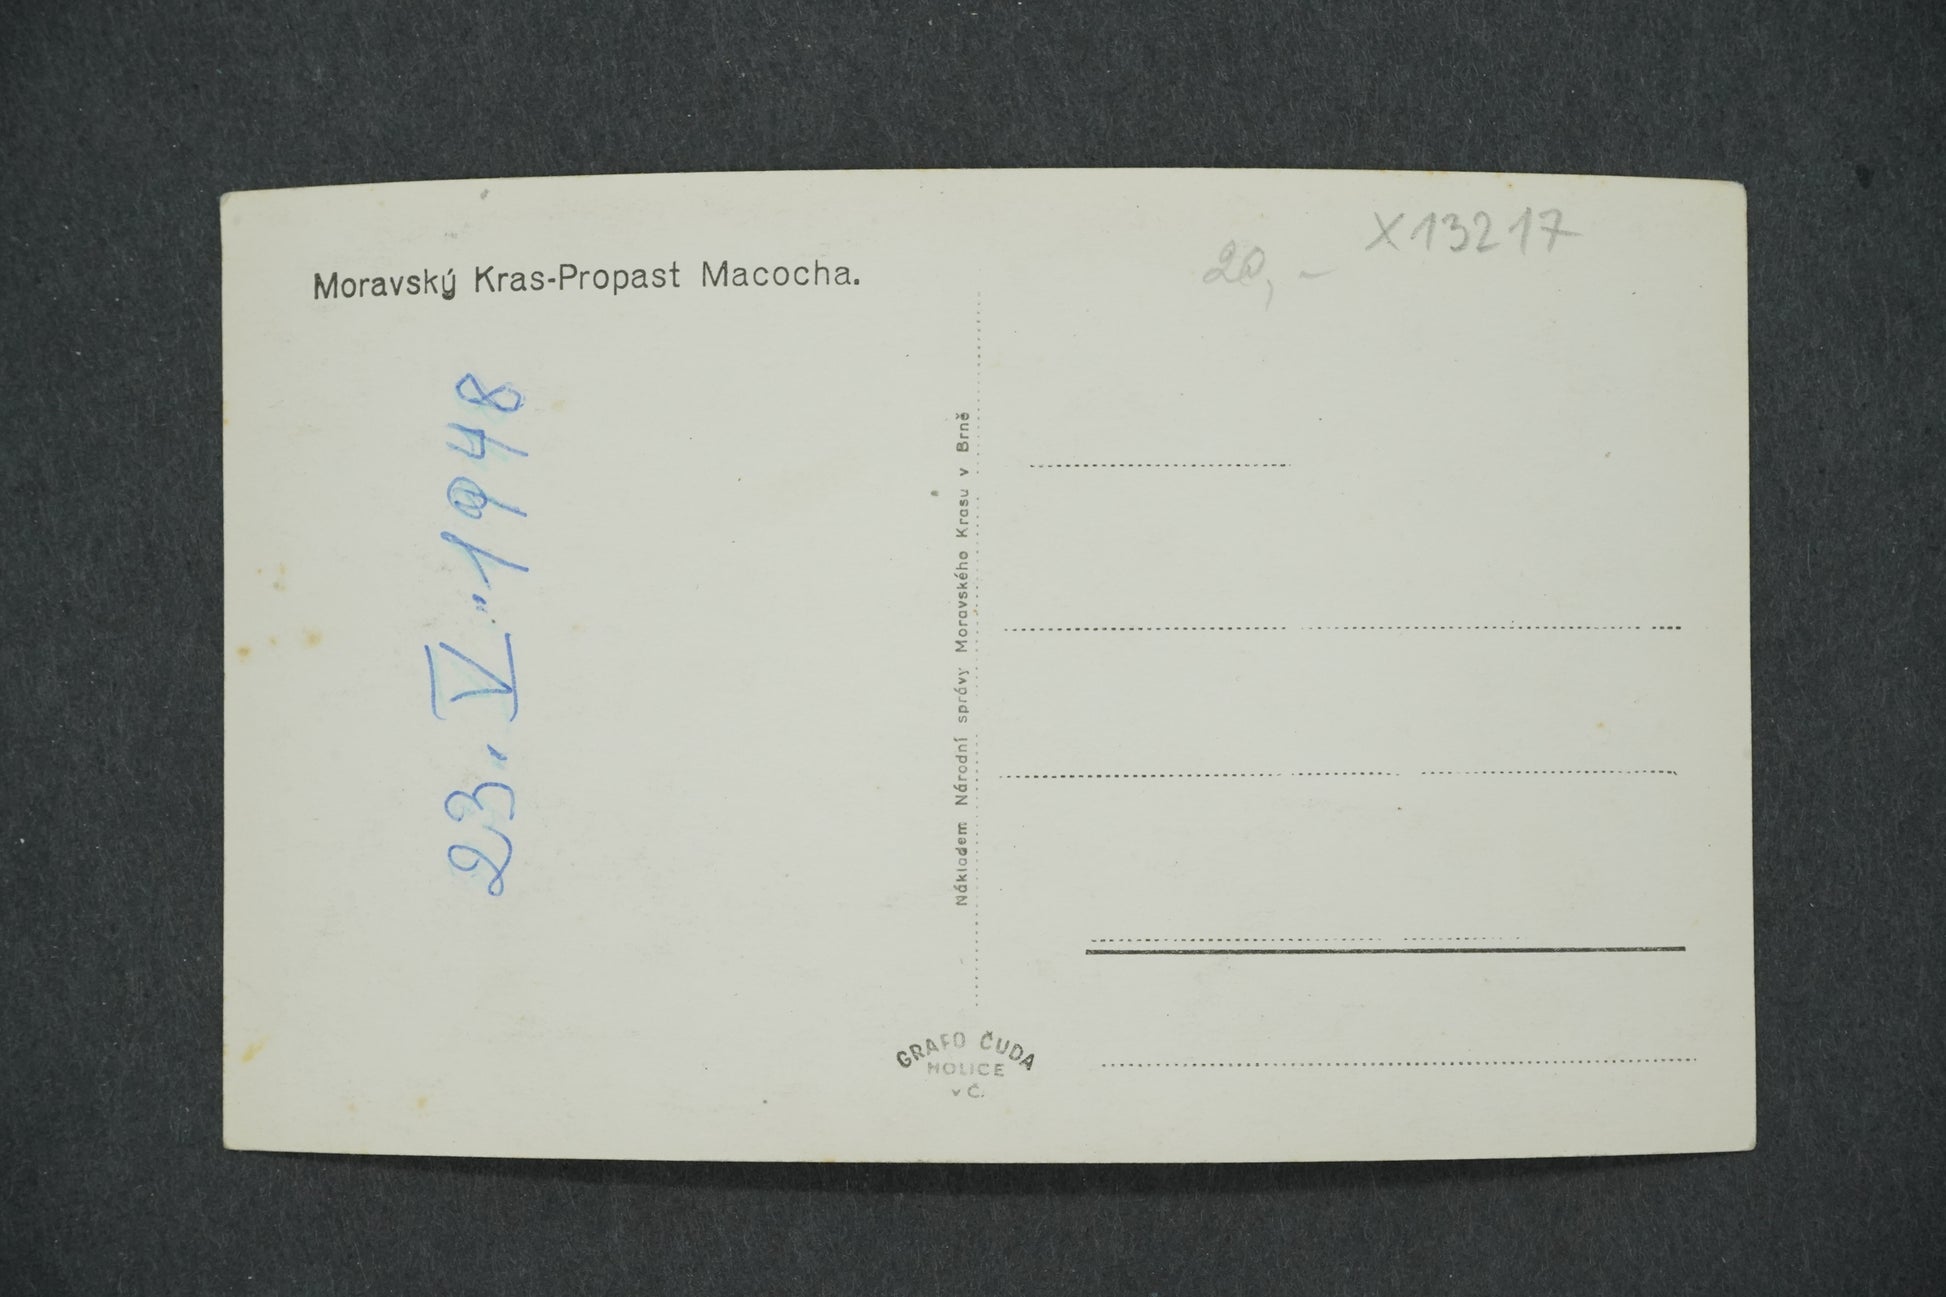 Moravský Kras-Propast Macocha.
20,-
X13217
23. V. 1948
Nákladem Národní správy Moravského Krasu v Brně
GRAFO ČUDA
HOLICE
v Č.